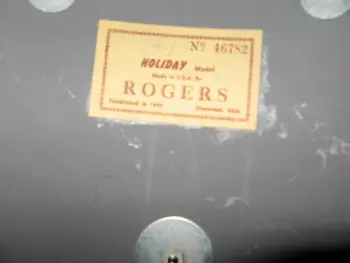 Nº 46782
HOLIDAY Model
Made in U.S.A. By
ROGERS
Established in 1849
Cleveland, Ohio